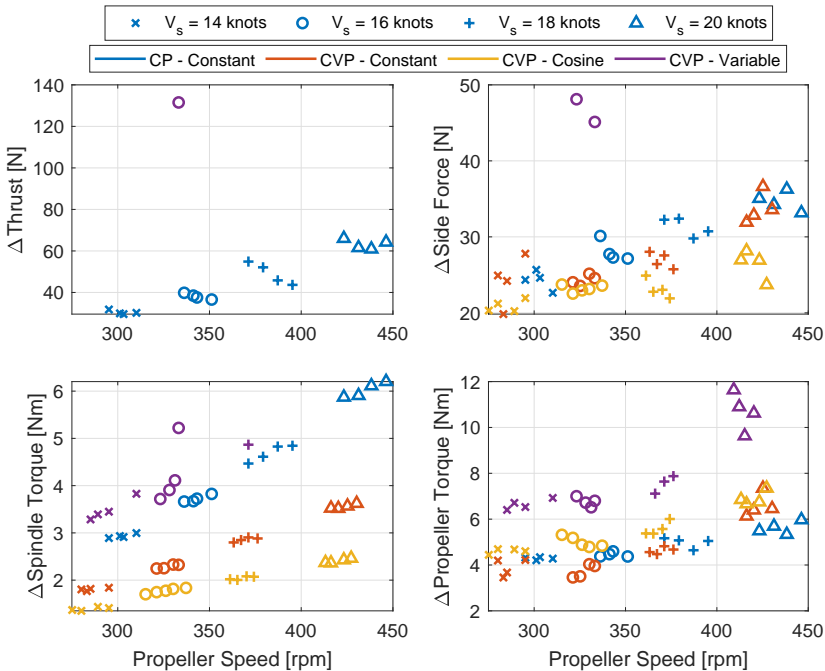 V_s = 14 knots V_s = 16 knots V_s = 18 knots V_s = 20 knots
CP - Constant CVP - Constant CVP - Cosine CVP - Variable
140
120
100
80
60
40
300 350 400 450
Δ Thrust [N]
50
40
30
20
300 350 400 450
ΔSide Force [N]
6
5
4
3
2
300 350 400 450
ΔSpindle Torque [Nm]
Propeller Speed [rpm]
12
10
8
6
4
2
300 350 400 450
ΔPropeller Torque [Nm]
Propeller Speed [rpm]